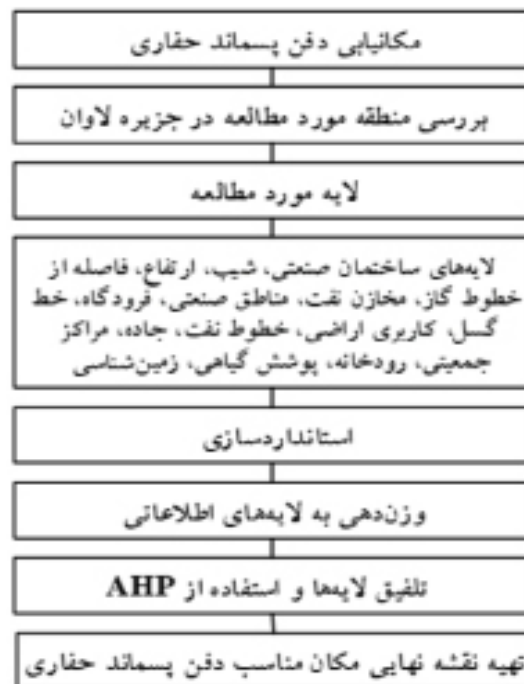 مکانیابی دفن پسماند حفاری
بررسی منطقه مورد مطالعه در جزیره لاوان
لایه مورد مطالعه
لایه‌های ساختمان صنعتی، شیب، ارتفاع، فاصله از
خطوط گاز، مخازن نفت، مناطق صنعتی، فرودگاه، خط
گسل، کاربری اراضی، خطوط نفت، جاده، مراکز
جمعیتی، رودخانه، پوشش گیاهی، زمین‌شناسی
استانداردسازی
وزن‌دهی به لایه‌های اطلاعاتی
تلفیق لایه‌ها و استفاده از AHP
تهیه نقشه نهایی مکان مناسب دفن پسماند حفاری